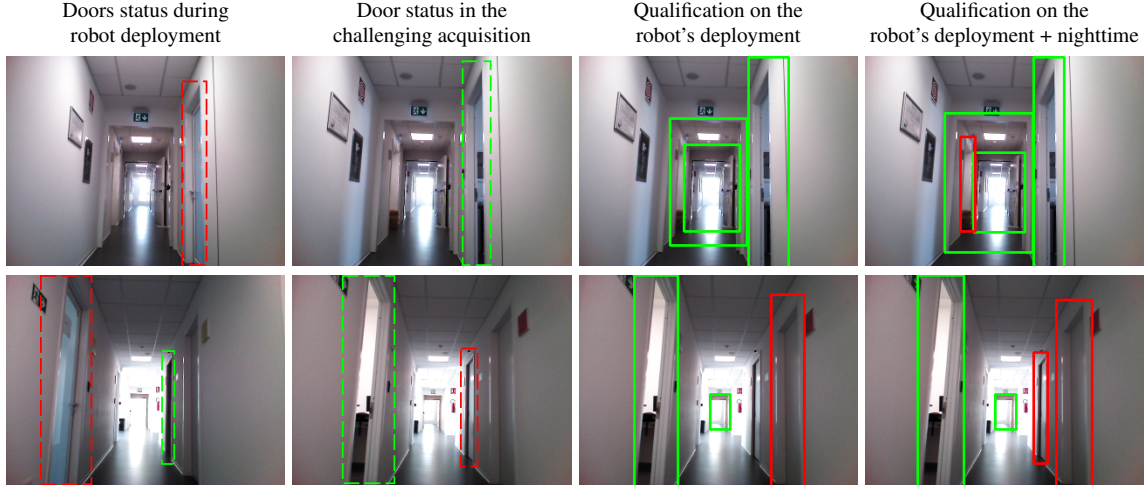 Doors status during
robot deployment
Door status in the
challenging acquisition
Qualification on the
robot's deployment
Qualification on the
robot's deployment + nighttime